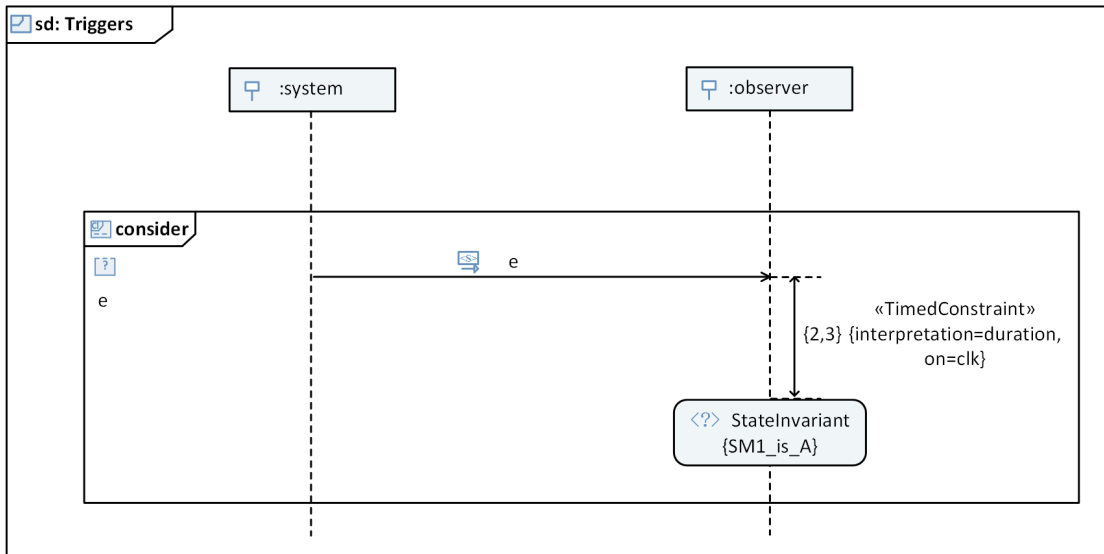 sd: Triggers
:system
:observer
consider
[?]
e
<S>
e
«TimedConstraint»
{2,3} {interpretation=duration,
on=clk}
<?> StateInvariant
{SM1_is_A}